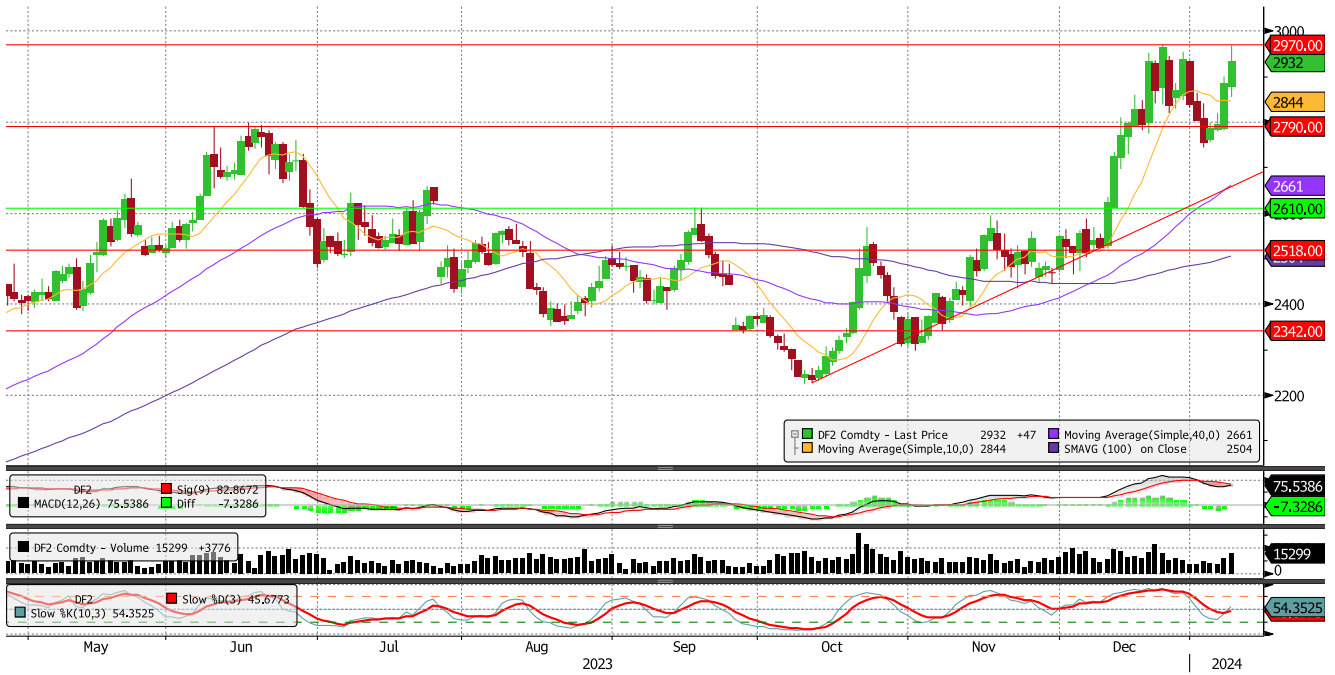 3000
2970.00
2932
2844
2790.00
2661
2610.00
2518.00
2400
2342.00
2200
DF2 Comdty - Last Price 2932 +47 Moving Average(Simple,40,0) 2661
Moving Average(Simple,10,0) 2844 SMAVG (100) on Close 2504
DF2 Sig(9) 82.8672
MACD(12,26) 75.5386 Diff -7.3286
75.5386
-7.3286
DF2 Comdty - Volume 15299 +3776
15299
0
DF2 Slow %D(3) 45.6773
Slow %K(10,3) 54.3525
54.3525
May Jun Jul Aug Sep Oct Nov Dec
2023 2024